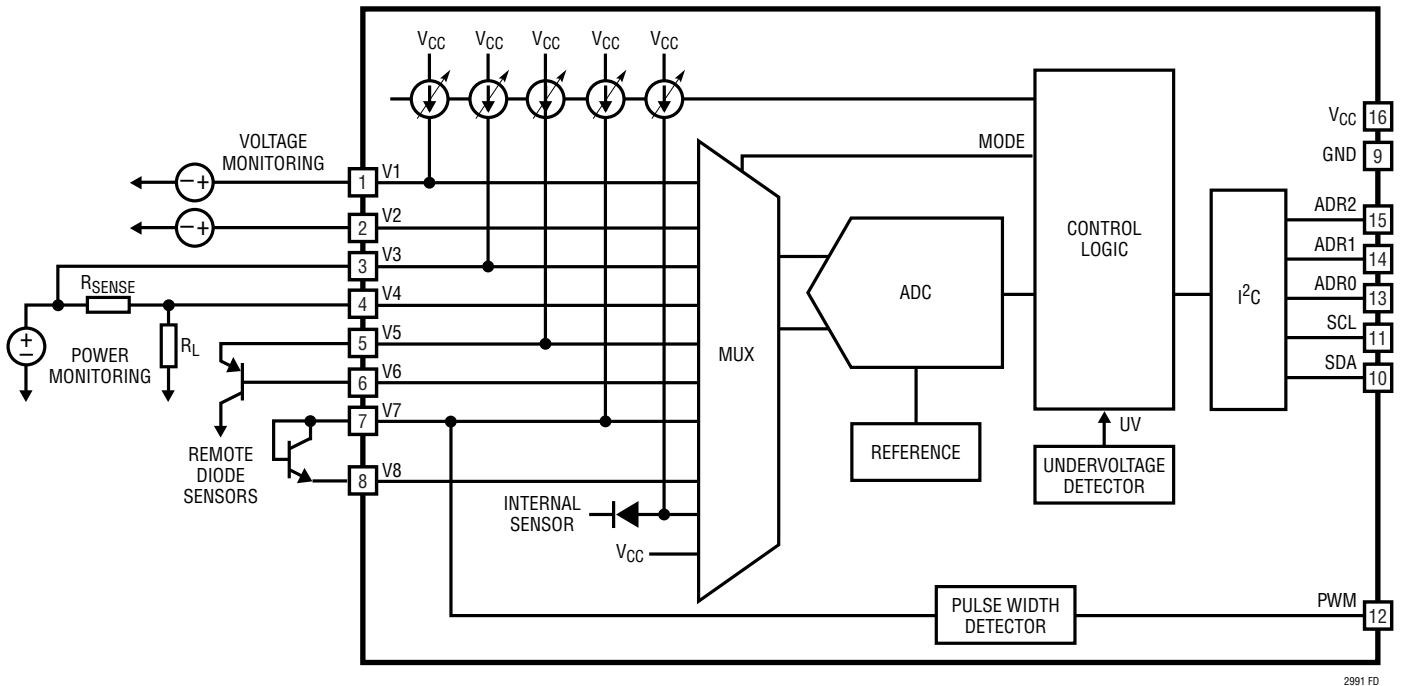 VCC VCC VCC VCC VCC
VOLTAGE
MONITORING
1 V1
2 V2
3 V3
RSENSE
4 V4
RL
+
−
POWER
MONITORING
5 V5
6 V6
7 V7
8 V8
−+
−+
REMOTE
DIODE
SENSORS
INTERNAL
SENSOR
VCC
MUX
MODE
ADC
REFERENCE
CONTROL
LOGIC
UV
UNDERVOLTAGE
DETECTOR
I2C
PULSE WIDTH
DETECTOR
VCC 16
GND 9
ADR2 15
ADR1 14
ADR0 13
SCL 11
SDA 10
PWM 12
2991 FD